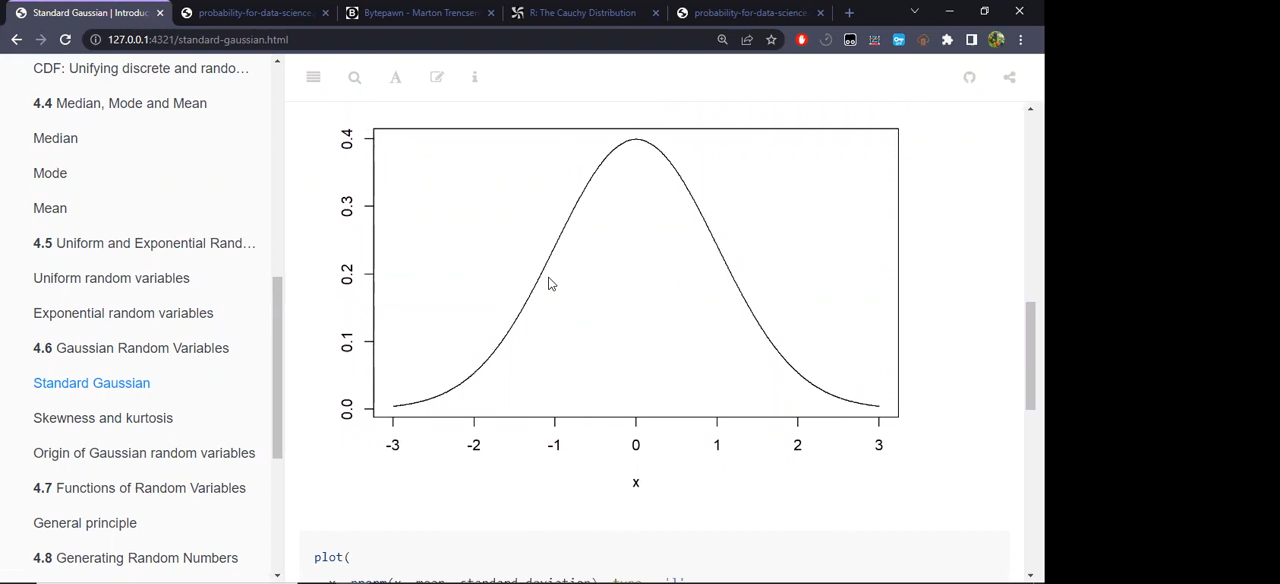 Standard Gaussian | Introduc
probability-for-data-science.
Bytepawn - Marton Trencser
R: The Cauchy Distribution
probability-for-data-science.
127.0.0.1:4321/standard-gaussian.html
CDF: Unifying discrete and rando…
4.4 Median, Mode and Mean
Median
Mode
Mean
4.5 Uniform and Exponential Rand…
Uniform random variables
Exponential random variables
4.6 Gaussian Random Variables
Standard Gaussian
Skewness and kurtosis
Origin of Gaussian random variables
4.7 Functions of Random Variables
General principle
4.8 Generating Random Numbers
0.4
0.3
0.2
0.1
0.0
-3 -2 -1 0 1 2 3
x
plot(